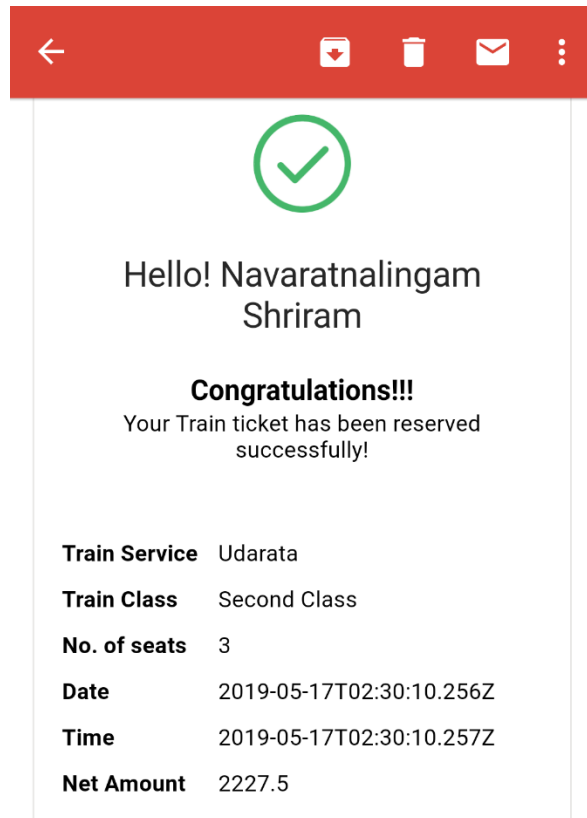 Hello! Navaratnalingam
Shriram
Congratulations!!!
Your Train ticket has been reserved
successfully!
Train Service Udarata
Train Class Second Class
No. of seats 3
Date 2019-05-17T02:30:10.256Z
Time 2019-05-17T02:30:10.257Z
Net Amount 2227.5